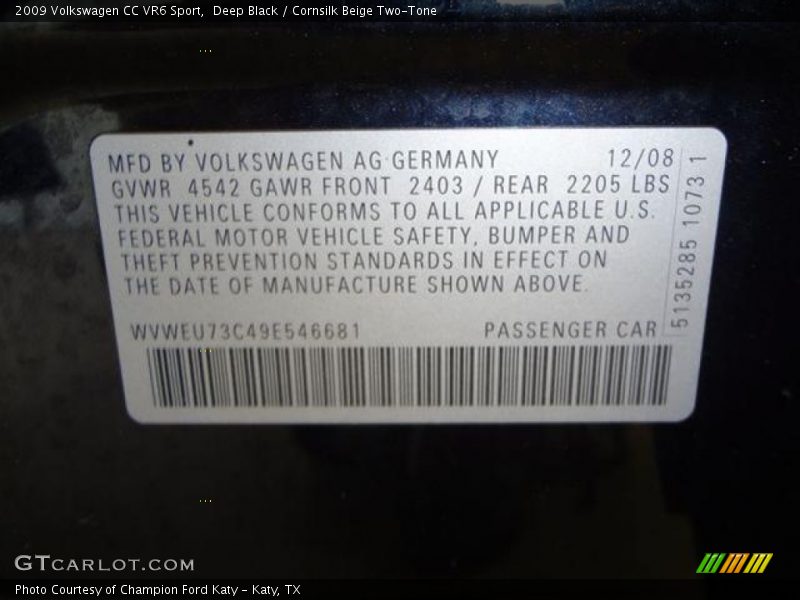 2009 Volkswagen CC VR6 Sport,  Deep Black / Cornsilk Beige Two-Tone
MFD BY VOLKSWAGEN AG GERMANY 12/08
GVWR 4542 GAWR FRONT 2403 / REAR 2205 LBS
THIS VEHICLE CONFORMS TO ALL APPLICABLE U.S.
FEDERAL MOTOR VEHICLE SAFETY, BUMPER AND
THEFT PREVENTION STANDARDS IN EFFECT ON
THE DATE OF MANUFACTURE SHOWN ABOVE.
5135285 1073 1
WVWEU73C49E546681 PASSENGER CAR
GTCARLOT.COM
Photo Courtesy of Champion Ford Katy - Katy, TX